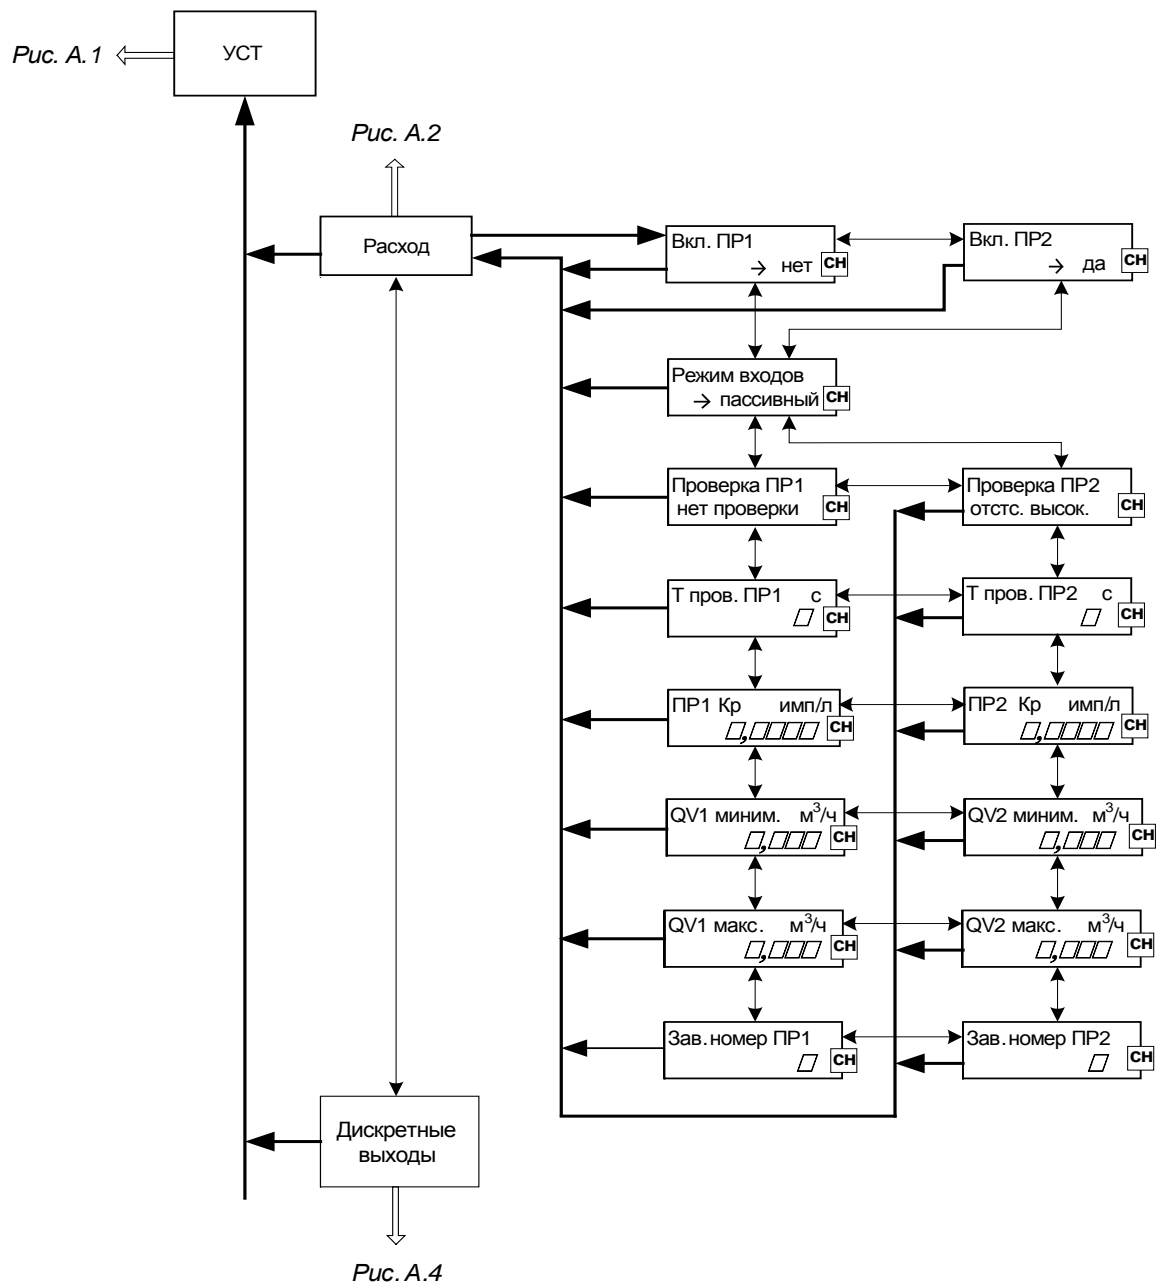 УСТ
Рис. А.1
Рис. А.2
Расход
Вкл. ПР1
→ нет СН
Вкл. ПР2
→ да СН
Режим входов
→ пассивный СН
Проверка ПР1
нет проверки СН
Проверка ПР2
отстс. высок. СН
Т пров. ПР1 с
СН
Т пров. ПР2 с
СН
ПР1 Кр имп/л
, СН
ПР2 Кр имп/л
, СН
QV1 миним. м³/ч
, СН
QV2 миним. м³/ч
, СН
QV1 макс. м³/ч
, СН
QV2 макс. м³/ч
, СН
Зав.номер ПР1
СН
Зав.номер ПР2
СН
Дискретные
выходы
Рис. А.4